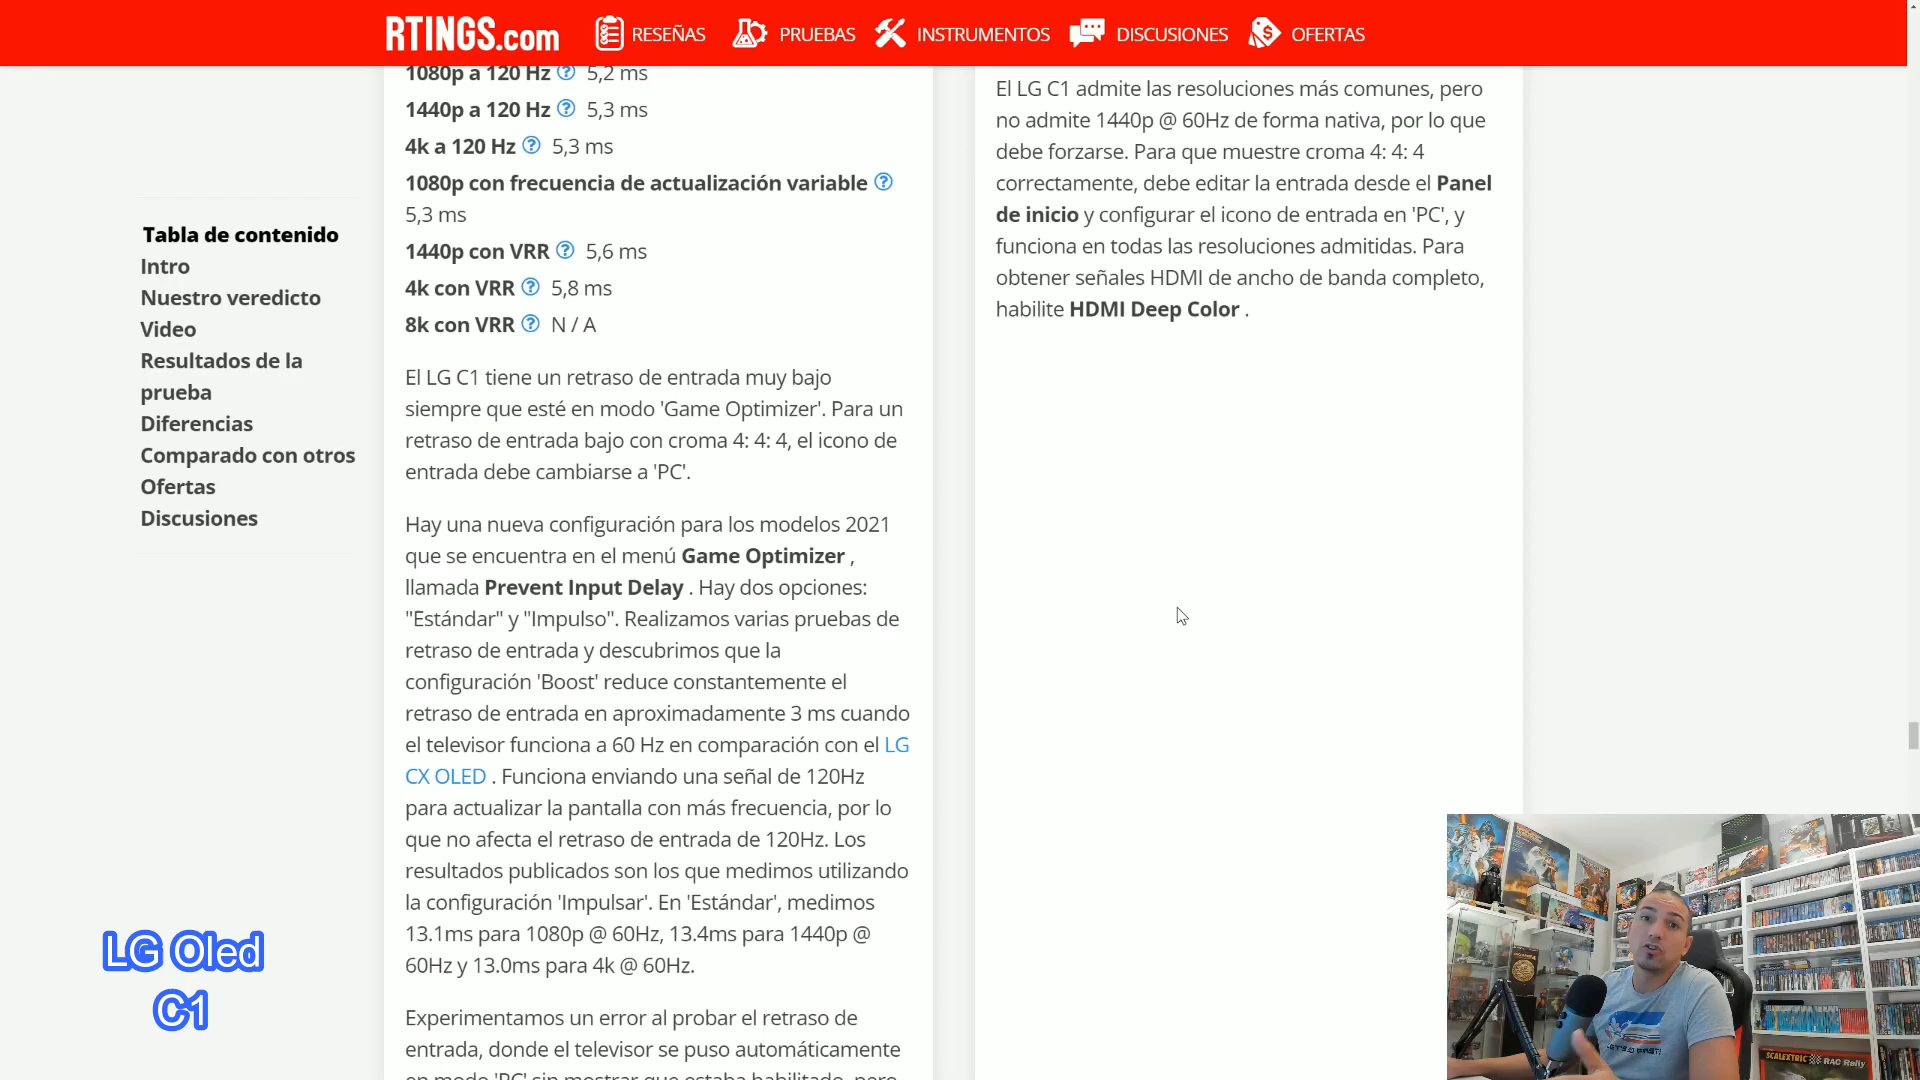 RTINGS.com
RESEÑAS
PRUEBAS
INSTRUMENTOS
DISCUSIONES
OFERTAS
Tabla de contenido
Intro
Nuestro veredicto
Video
Resultados de la
prueba
Diferencias
Comparado con otros
Ofertas
Discusiones
1080p a 120 Hz ? 5,2 ms
1440p a 120 Hz ? 5,3 ms
4k a 120 Hz ? 5,3 ms
1080p con frecuencia de actualización variable ?
5,3 ms
1440p con VRR ? 5,6 ms
4k con VRR ? 5,8 ms
8k con VRR ? N / A
El LG C1 tiene un retraso de entrada muy bajo
siempre que esté en modo 'Game Optimizer'. Para un
retraso de entrada bajo con croma 4: 4: 4, el icono de
entrada debe cambiarse a 'PC'.
Hay una nueva configuración para los modelos 2021
que se encuentra en el menú Game Optimizer ,
llamada Prevent Input Delay . Hay dos opciones:
"Estándar" y "Impulso". Realizamos varias pruebas de
retraso de entrada y descubrimos que la
configuración 'Boost' reduce constantemente el
retraso de entrada en aproximadamente 3 ms cuando
el televisor funciona a 60 Hz en comparación con el LG
CX OLED . Funciona enviando una señal de 120Hz
para actualizar la pantalla con más frecuencia, por lo
que no afecta el retraso de entrada de 120Hz. Los
resultados publicados son los que medimos utilizando
la configuración 'Impulsar'. En 'Estándar', medimos
13.1ms para 1080p @ 60Hz, 13.4ms para 1440p @
60Hz y 13.0ms para 4k @ 60Hz.
Experimentamos un error al probar el retraso de
entrada, donde el televisor se puso automáticamente
en modo 'PC' sin mostrar que estaba habilitado, pero
El LG C1 admite las resoluciones más comunes, pero
no admite 1440p @ 60Hz de forma nativa, por lo que
debe forzarse. Para que muestre croma 4: 4: 4
correctamente, debe editar la entrada desde el Panel
de inicio y configurar el icono de entrada en 'PC', y
funciona en todas las resoluciones admitidas. Para
obtener señales HDMI de ancho de banda completo,
habilite HDMI Deep Color .
LG Oled
C1
SCALEXTRIC RAC Rally